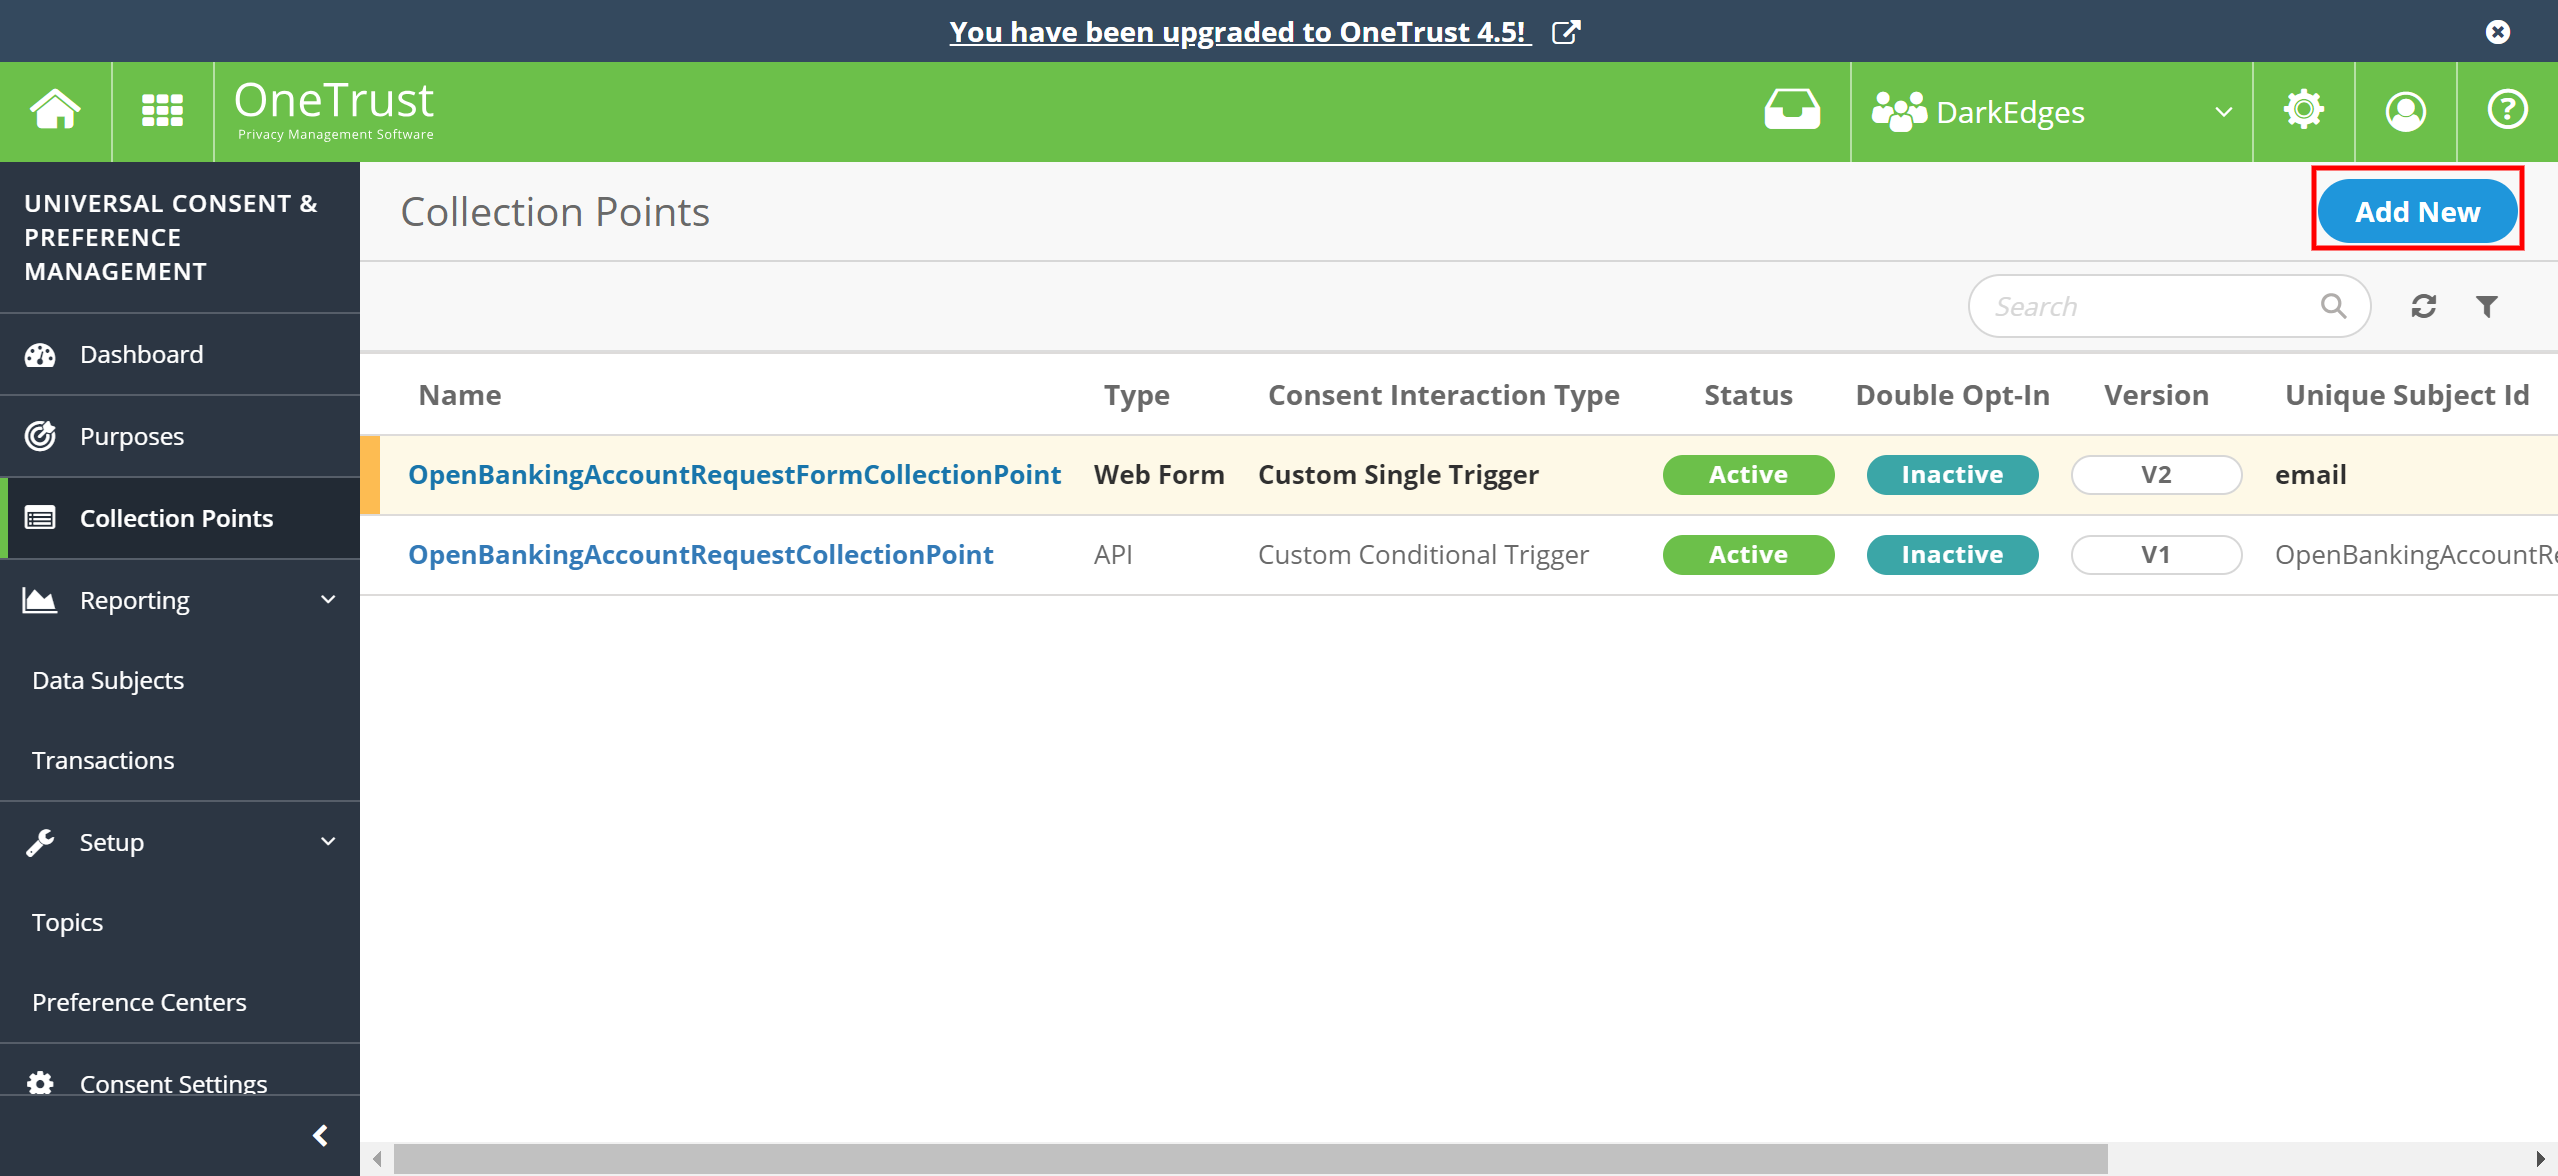 You have been upgraded to OneTrust 4.5!
OneTrust
Privacy Management Software
DarkEdges
UNIVERSAL CONSENT &
PREFERENCE
MANAGEMENT
Dashboard
Purposes
Collection Points
Reporting
Data Subjects
Transactions
Setup
Topics
Preference Centers
Consent Settings
Collection Points
Add New
Search
Name Type Consent Interaction Type Status Double Opt-In Version Unique Subject Id
OpenBankingAccountRequestFormCollectionPoint Web Form Custom Single Trigger Active Inactive V2 email
OpenBankingAccountRequestCollectionPoint API Custom Conditional Trigger Active Inactive V1 OpenBankingAccountRe